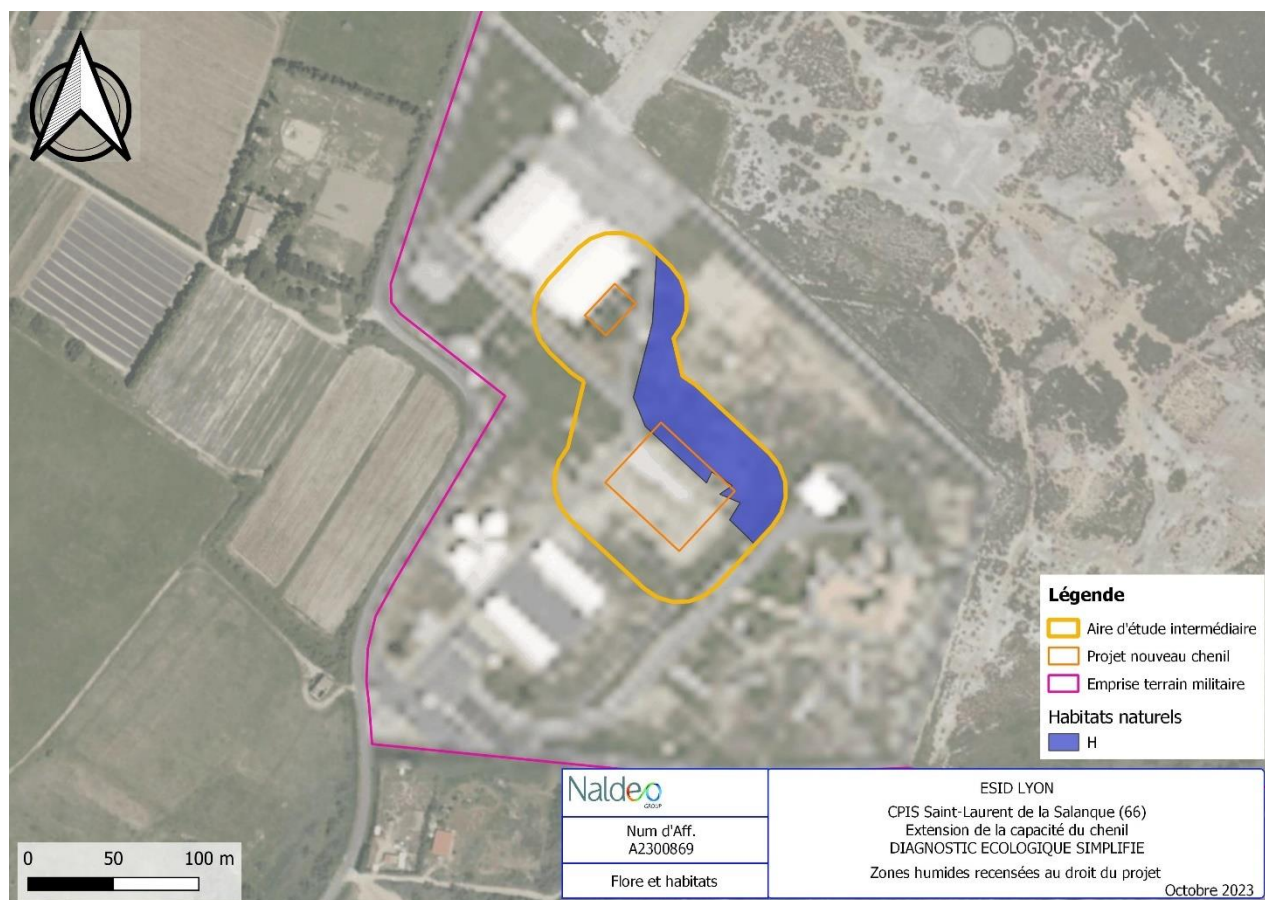 Légende
Aire d'étude intermédiaire
Projet nouveau chenil
Emprise terrain militaire
Habitats naturels
H
0 50 100 m
Naldeo
GROUP
Num d'Aff.
A2300869
Flore et habitats
ESID LYON
CPIS Saint-Laurent de la Salanque (66)
Extension de la capacité du chenil
DIAGNOSTIC ECOLOGIQUE SIMPLIFIE
Zones humides recensées au droit du projet
Octobre 2023